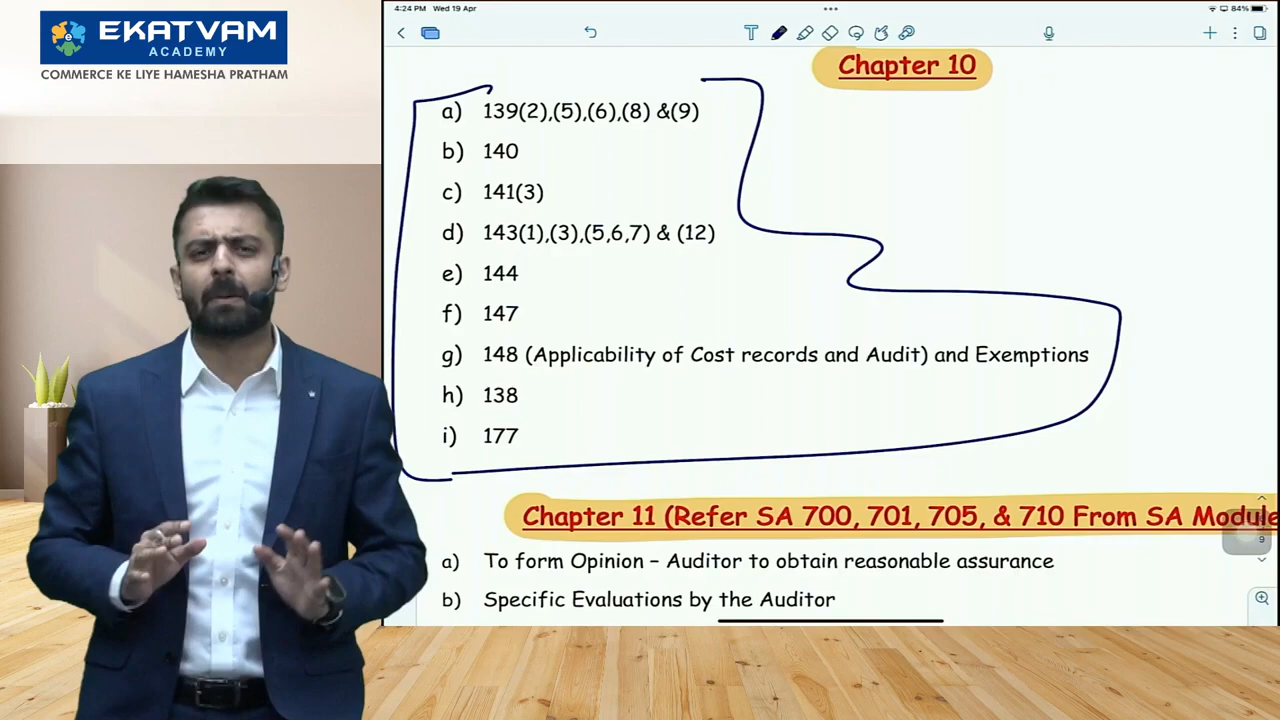 EKATVAM
ACADEMY
COMMERCE KE LIYE HAMESHA PRATHAM
4:24 PM Wed 19 Apr
84%
Chapter 10
a) 139(2),(5),(6),(8) &(9)
b) 140
c) 141(3)
d) 143(1),(3),(5,6,7) & (12)
e) 144
f) 147
g) 148 (Applicability of Cost records and Audit) and Exemptions
h) 138
i) 177
Chapter 11 (Refer SA 700, 701, 705, & 710 From SA Module
9
a) To form Opinion – Auditor to obtain reasonable assurance
b) Specific Evaluations by the Auditor